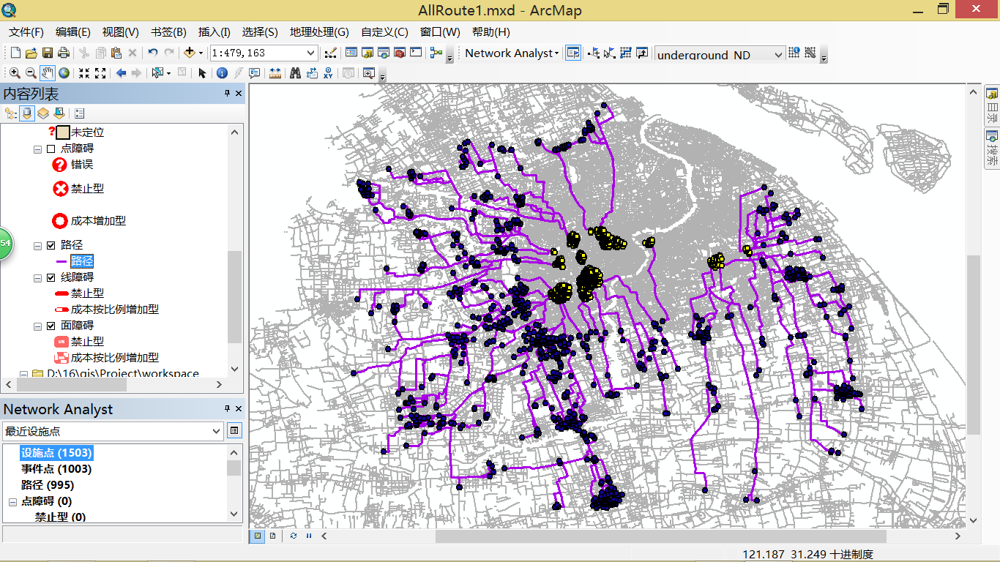 AllRoute1.mxd - ArcMap
文件(F) 编辑(E) 视图(V) 书签(B) 插入(I) 选择(S) 地理处理(G) 自定义(C) 窗口(W) 帮助(H)
1:479,163
Network Analyst
underground_ND
内容列表
未定位
点障碍
错误
禁止型
成本增加型
路径
路径
线障碍
禁止型
成本按比例增加型
面障碍
禁止型
成本按比例增加型
D:\16\gis\Project\workspace
54
Network Analyst
最近设施点
设施点 (1503)
事件点 (1003)
路径 (995)
点障碍 (0)
禁止型 (0)
目录
搜索
121.187 31.249 十进制度